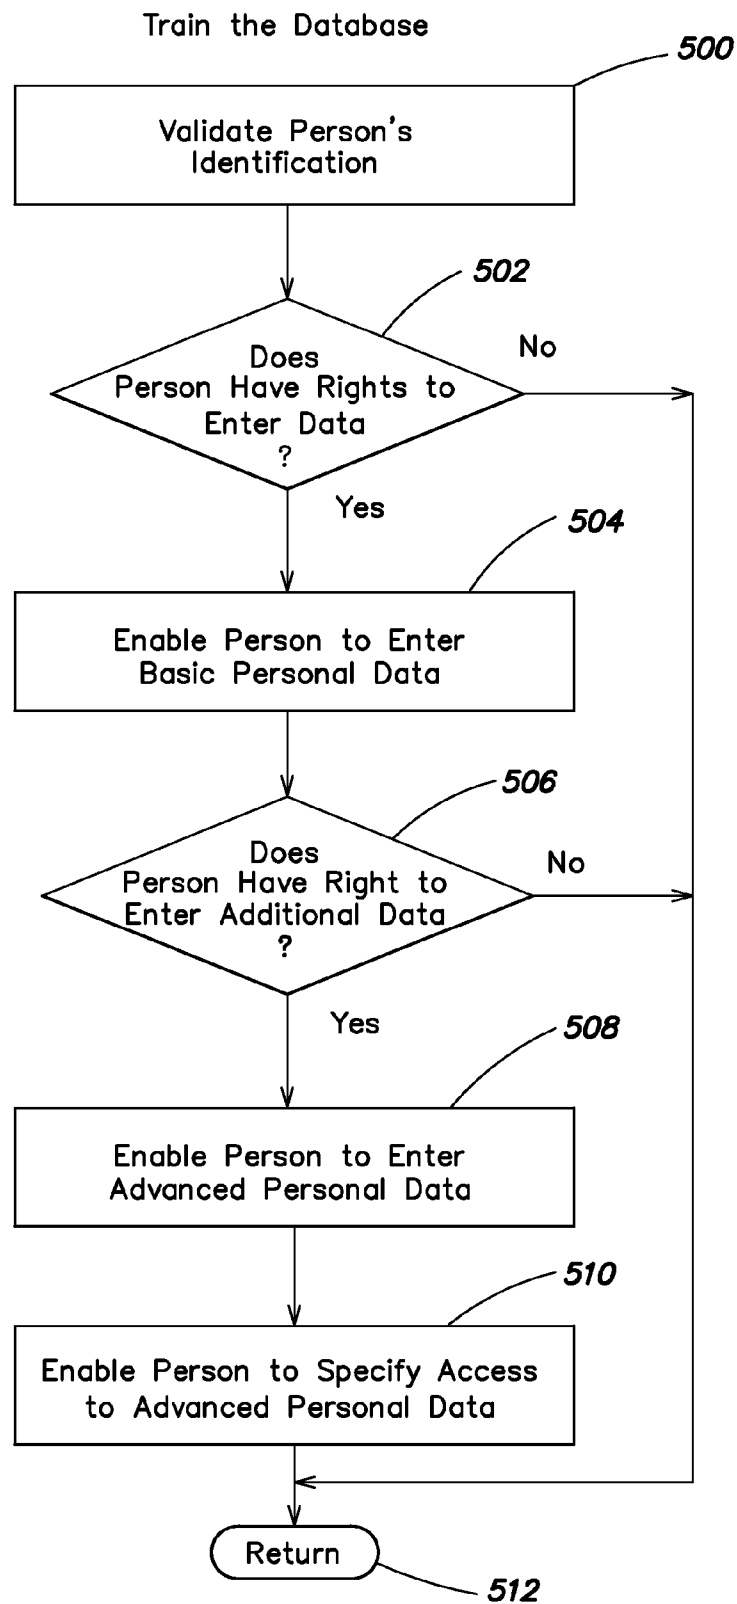 Train the Database
500
Validate Person's
Identification
502
Does
Person Have Rights to
Enter Data
?
No
Yes
504
Enable Person to Enter
Basic Personal Data
506
Does
Person Have Right to
Enter Additional Data
?
No
Yes
508
Enable Person to Enter
Advanced Personal Data
510
Enable Person to Specify Access
to Advanced Personal Data
Return
512